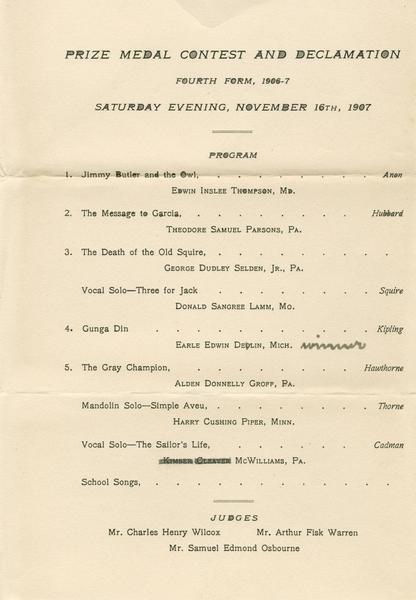 PRIZE MEDAL CONTEST AND DECLAMATION
FOURTH FORM, 1906-7
SATURDAY EVENING, NOVEMBER 16TH, 1907
PROGRAM
1. Jimmy Butler and the Owl, . . . . . . . Anon
EDWIN INSLEE THOMPSON, MD.
2. The Message to Garcia, . . . . . . . Hubbard
THEODORE SAMUEL PARSONS, PA.
3. The Death of the Old Squire, . . . . . . . .
GEORGE DUDLEY SELDEN, JR., PA.
Vocal Solo—Three for Jack . . . . . . . Squire
DONALD SANGREE LAMM, MO.
4. Gunga Din . . . . . . . . Kipling
EARLE EDWIN DEVLIN, MICH. winner
5. The Gray Champion, . . . . . . . Hawthorne
ALDEN DONNELLY GROFF, PA.
Mandolin Solo—Simple Aveu, . . . . . . . Thorne
HARRY CUSHING PIPER, MINN.
Vocal Solo—The Sailor's Life, . . . . . . Cadman
KIMBER CLEAVER MCWILLIAMS, PA.
School Songs, . . . . . . . . . . .
JUDGES
Mr. Charles Henry Wilcox Mr. Arthur Fisk Warren
Mr. Samuel Edmond Osbourne